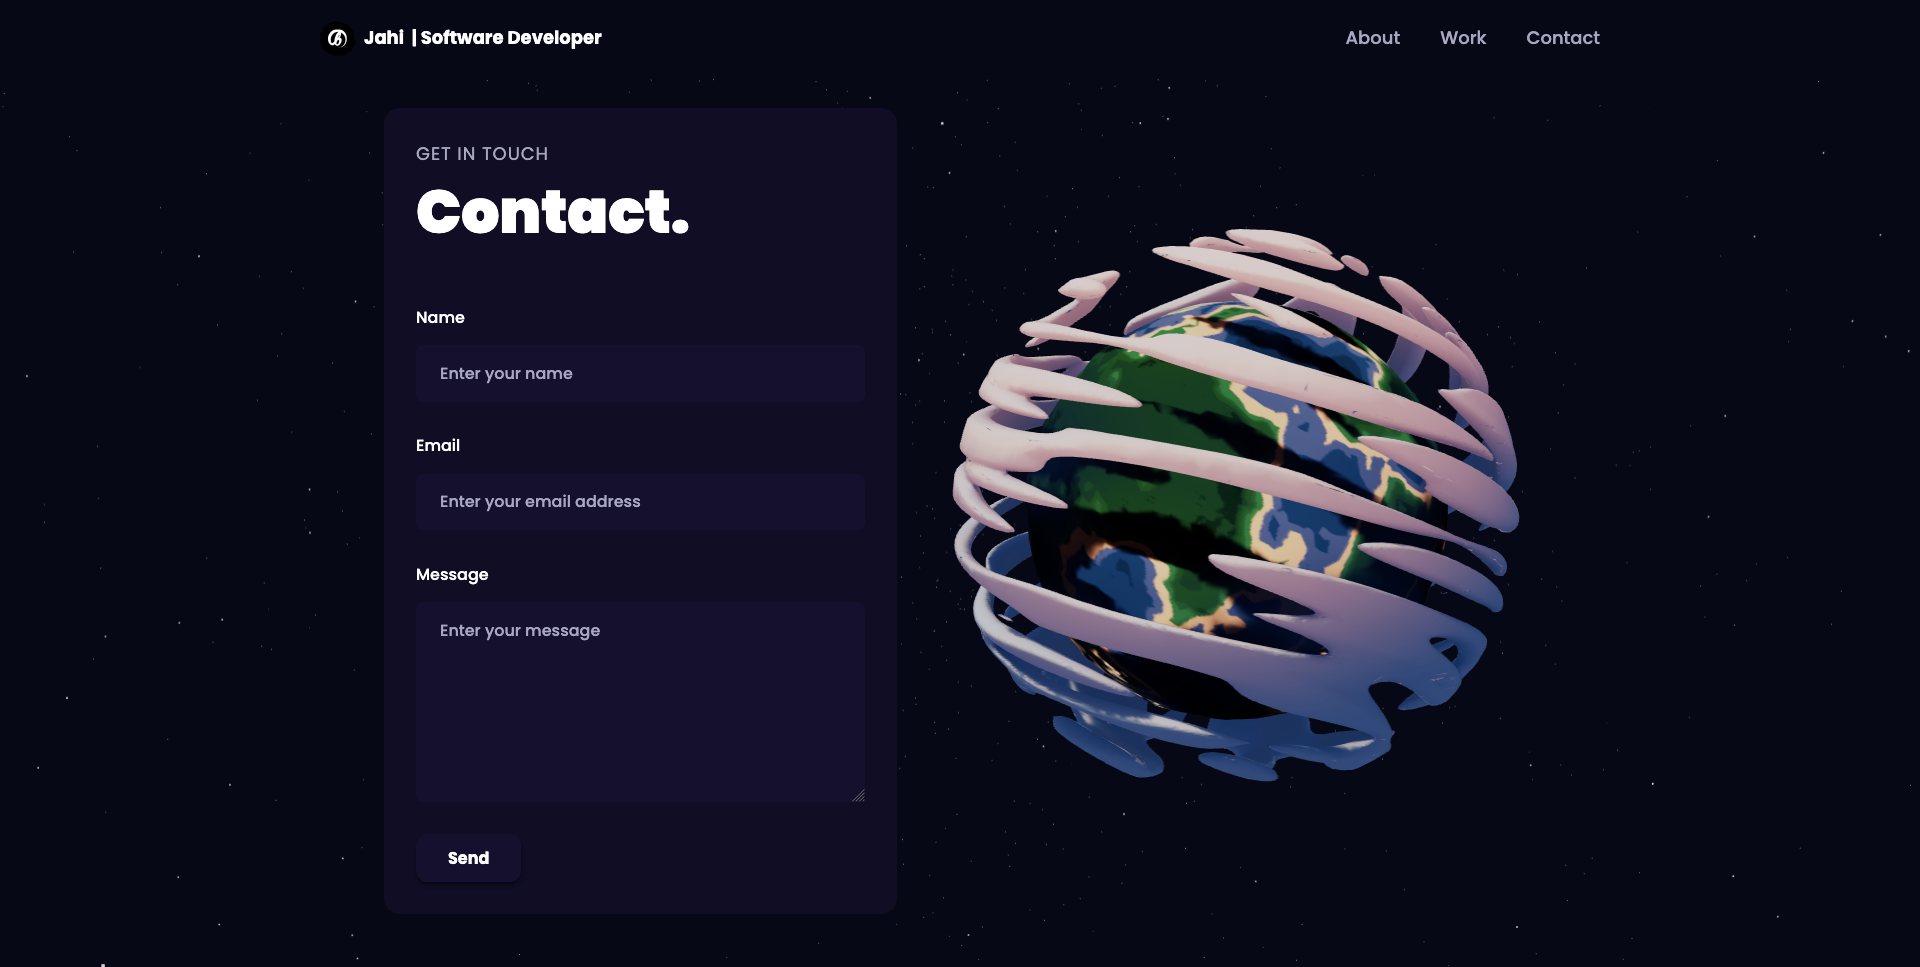 Jahi | Software Developer
About
Work
Contact
GET IN TOUCH
Contact.
Name
Enter your name
Email
Enter your email address
Message
Enter your message
Send